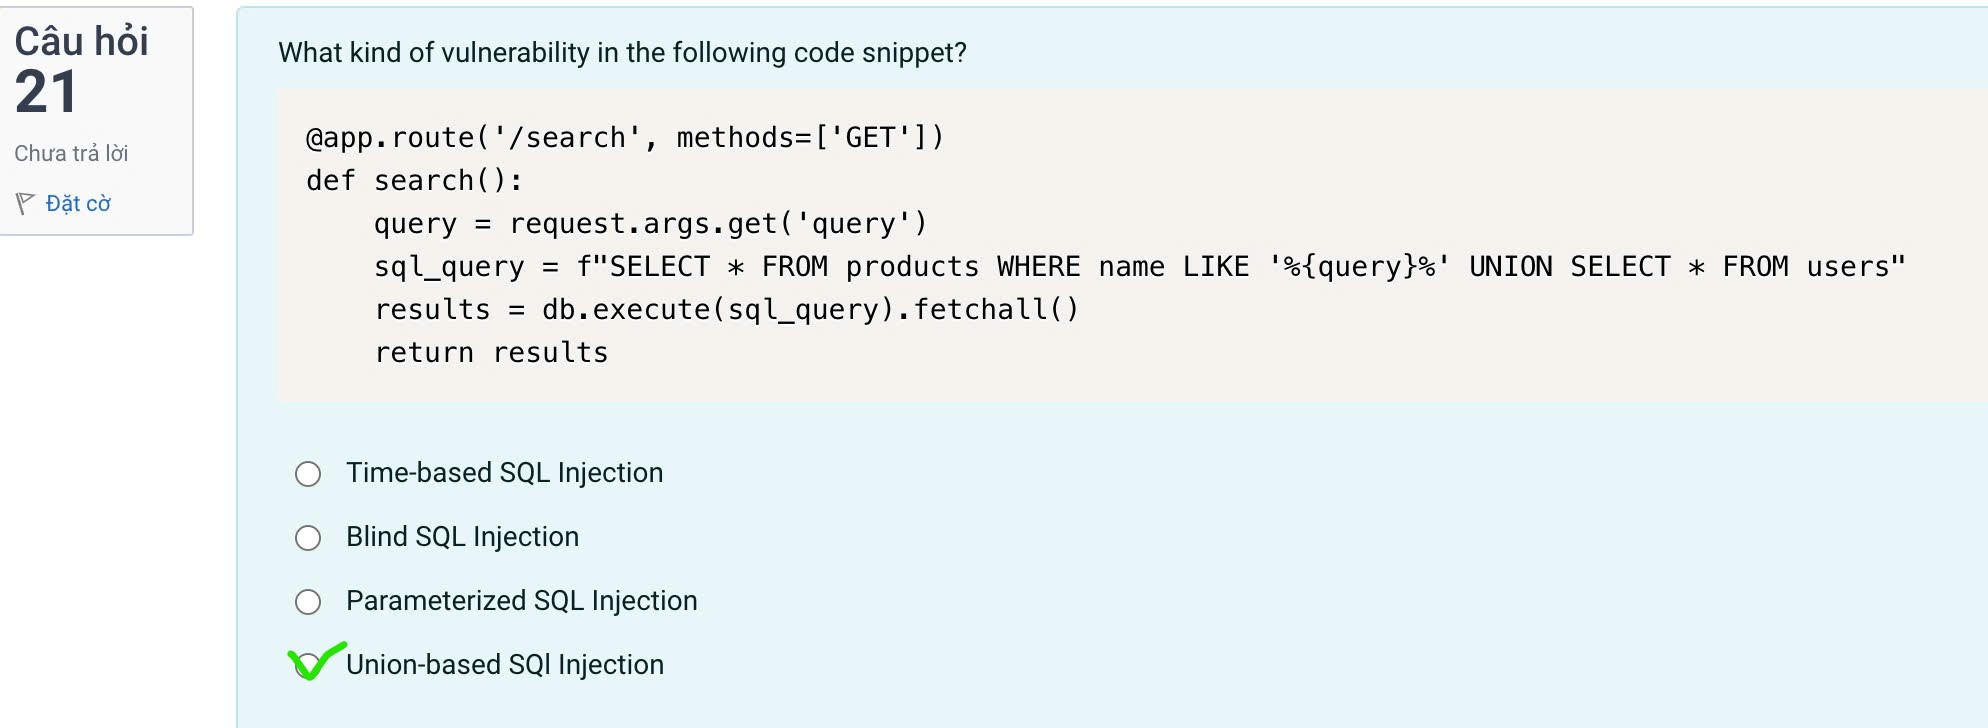 Câu hỏi
21
Chưa trả lời
Đặt cờ
What kind of vulnerability in the following code snippet?
@app.route('/search', methods=['GET'])
def search():
    query = request.args.get('query')
    sql_query = f"SELECT * FROM products WHERE name LIKE '%{query}%' UNION SELECT * FROM users"
    results = db.execute(sql_query).fetchall()
    return results
Time-based SQL Injection
Blind SQL Injection
Parameterized SQL Injection
Union-based SQl Injection